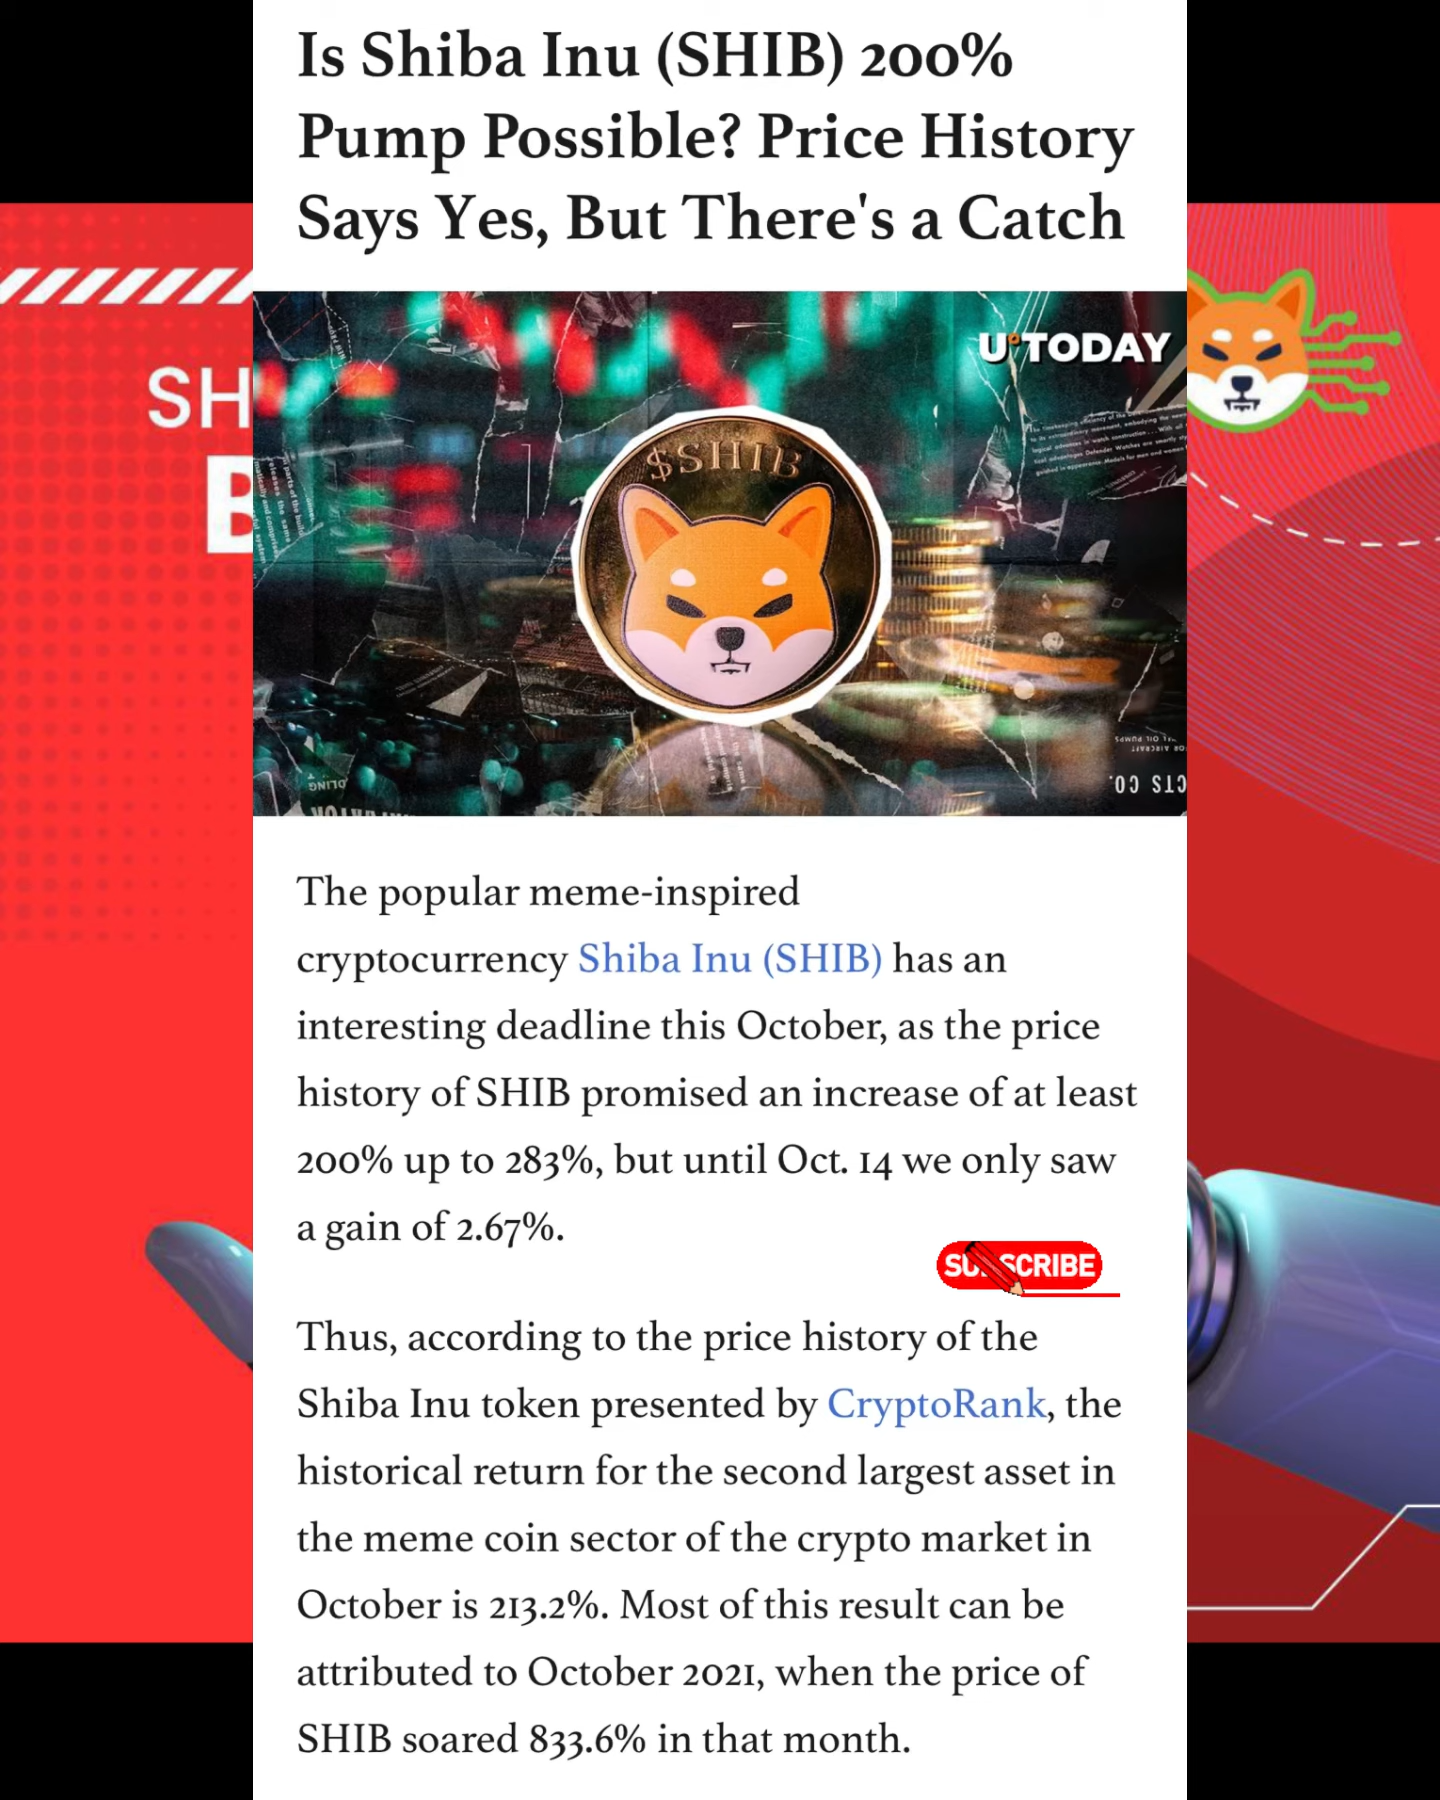 Is Shiba Inu (SHIB) 200%
Pump Possible? Price History
Says Yes, But There's a Catch
SH
B
U TODAY
$SHIB
The popular meme-inspired
cryptocurrency Shiba Inu (SHIB) has an
interesting deadline this October, as the price
history of SHIB promised an increase of at least
200% up to 283%, but until Oct. 14 we only saw
a gain of 2.67%.
Thus, according to the price history of the
Shiba Inu token presented by CryptoRank, the
historical return for the second largest asset in
the meme coin sector of the crypto market in
October is 213.2%. Most of this result can be
attributed to October 2021, when the price of
SHIB soared 833.6% in that month.